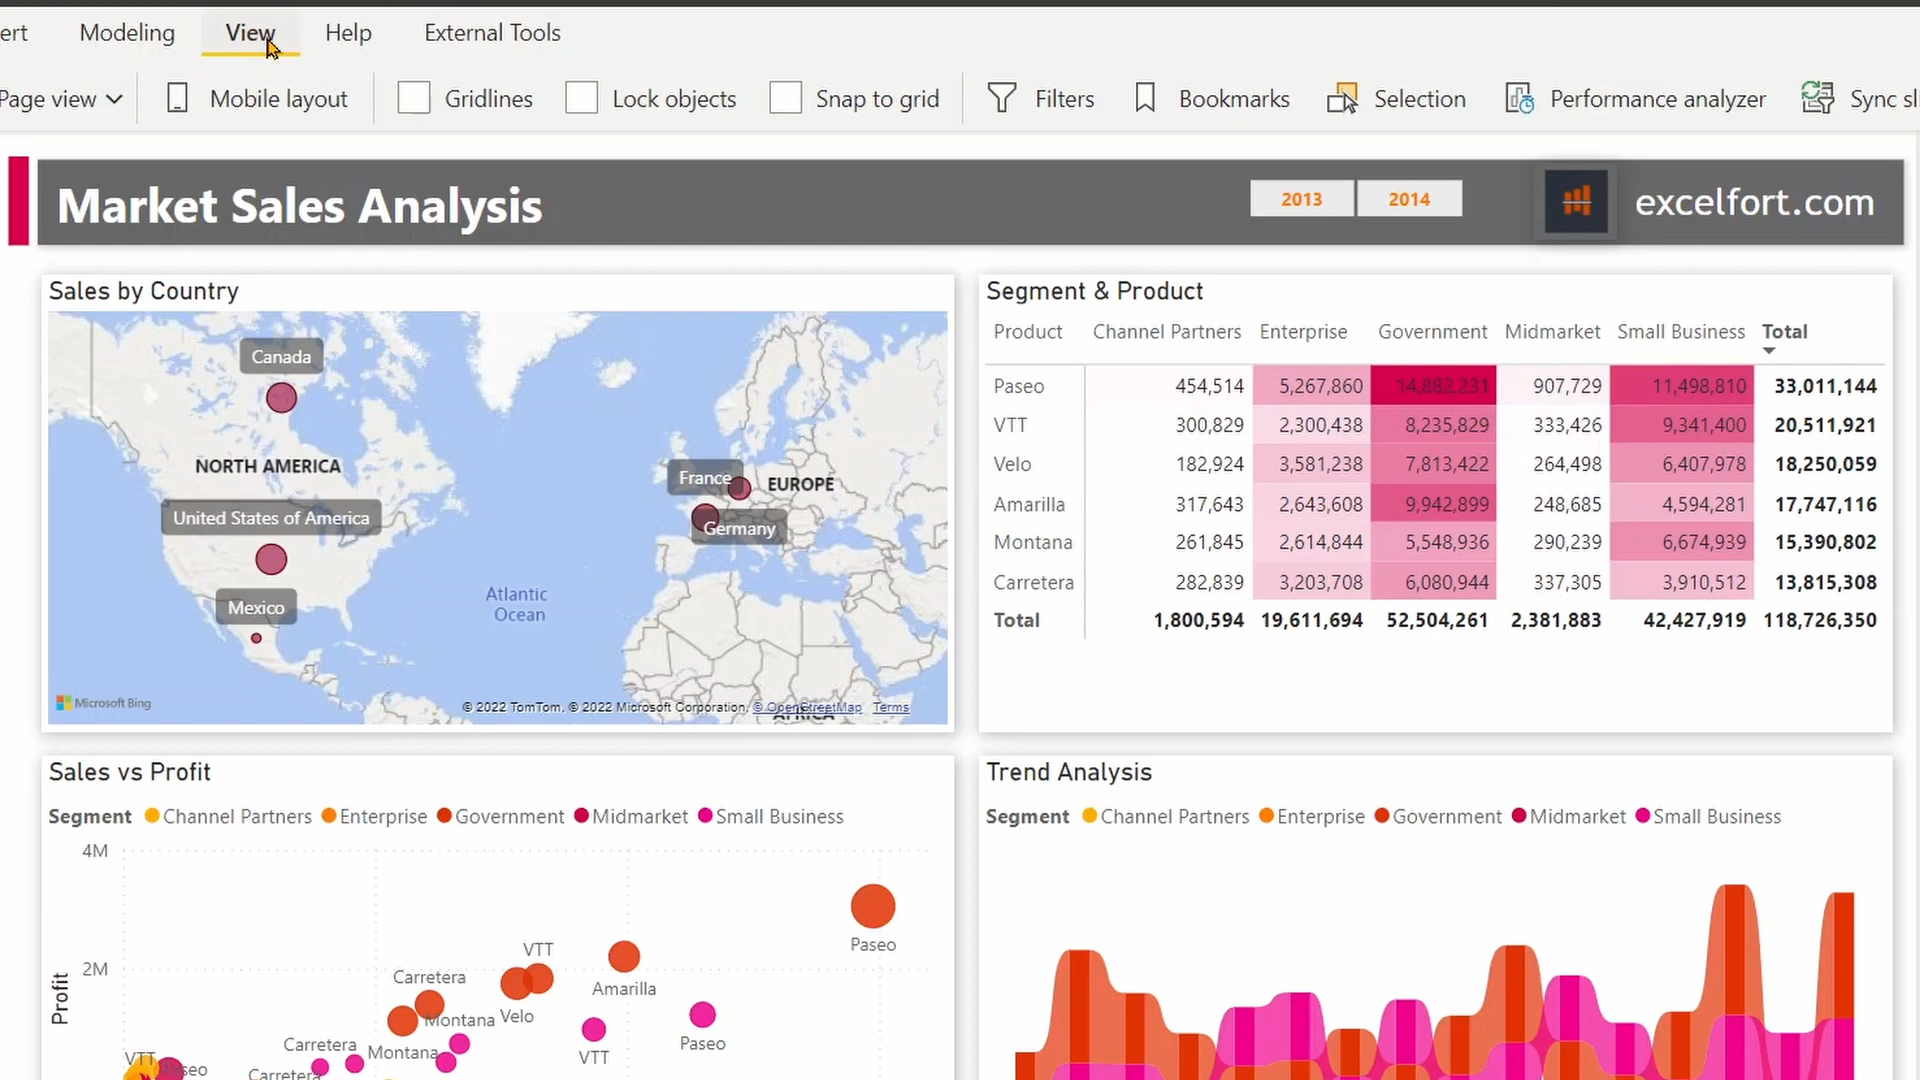 ert Modeling View Help External Tools
Page view Mobile layout Gridlines Lock objects Snap to grid Filters Bookmarks Selection Performance analyzer Sync sl
Market Sales Analysis 2013 2014 excelfort.com
Sales by Country
Canada
NORTH AMERICA
United States of America
Mexico
France
EUROPE
Germany
Atlantic
Ocean
AFRICA
Microsoft Bing
© 2022 TomTom, © 2022 Microsoft Corporation, © OpenStreetMap Terms
Segment & Product
Product Channel Partners Enterprise Government Midmarket Small Business Total
Paseo 454,514 5,267,860 14,882,231 907,729 11,498,810 33,011,144
VTT 300,829 2,300,438 8,235,829 333,426 9,341,400 20,511,921
Velo 182,924 3,581,238 7,813,422 264,498 6,407,978 18,250,059
Amarilla 317,643 2,643,608 9,942,899 248,685 4,594,281 17,747,116
Montana 261,845 2,614,844 5,548,936 290,239 6,674,939 15,390,802
Carretera 282,839 3,203,708 6,080,944 337,305 3,910,512 13,815,308
Total 1,800,594 19,611,694 52,504,261 2,381,883 42,427,919 118,726,350
Sales vs Profit
Segment Channel Partners Enterprise Government Midmarket Small Business
4M
2M
Profit
Paseo
VTT
Amarilla
Carretera
Velo
Montana
Paseo
VTT
Carretera
Montana
VTT
seo
Carretera
Trend Analysis
Segment Channel Partners Enterprise Government Midmarket Small Business